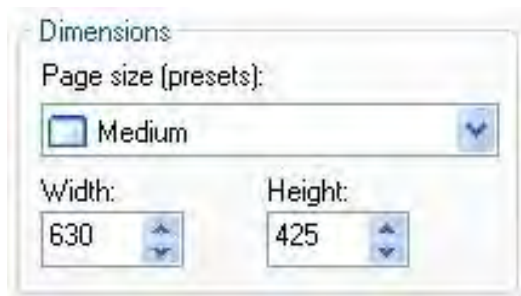 Dimensions
Page size (presets):
Medium
Width: Height:
630 425